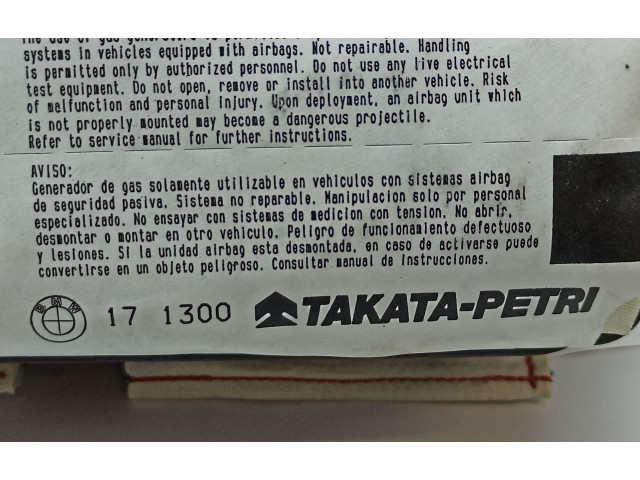 systems in vehicles equipped with airbags. Not repairable. Handling
is permitted only by authorized personnel. Do not use any live electrical
test equipment. Do not open, remove or install into another vehicle. Risk
of malfunction and personal injury. Upon deployment, an airbag unit which
is not properly mounted may become a dangerous projectile.
Refer to service manual for further instructions.
AVISO:
Generador de gas solamente utilizable en vehiculos con sistemas airbag
de seguridad pasiva. Sistema no reparable. Manipulacion solo por personal
especializado. No ensayar con sistemas de medicion con tension. No abrir,
desmontar o montar en otro vehiculo. Peligro de funcionamiento defectuoso
y lesiones. Si la unidad airbag esta desmontada, en caso de activarse puede
convertirse en un objeto peligroso. Consultar manual de instrucciones.
BMW 17 1300 TAKATA-PETRI